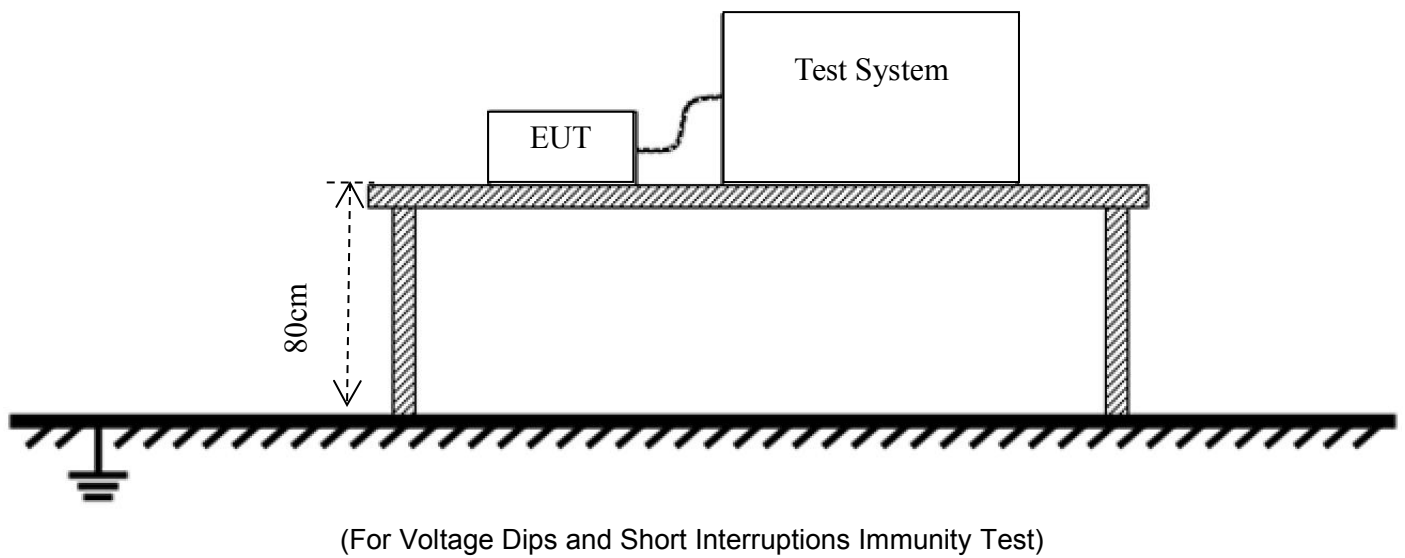 Test System
EUT
80cm
(For Voltage Dips and Short Interruptions Immunity Test)